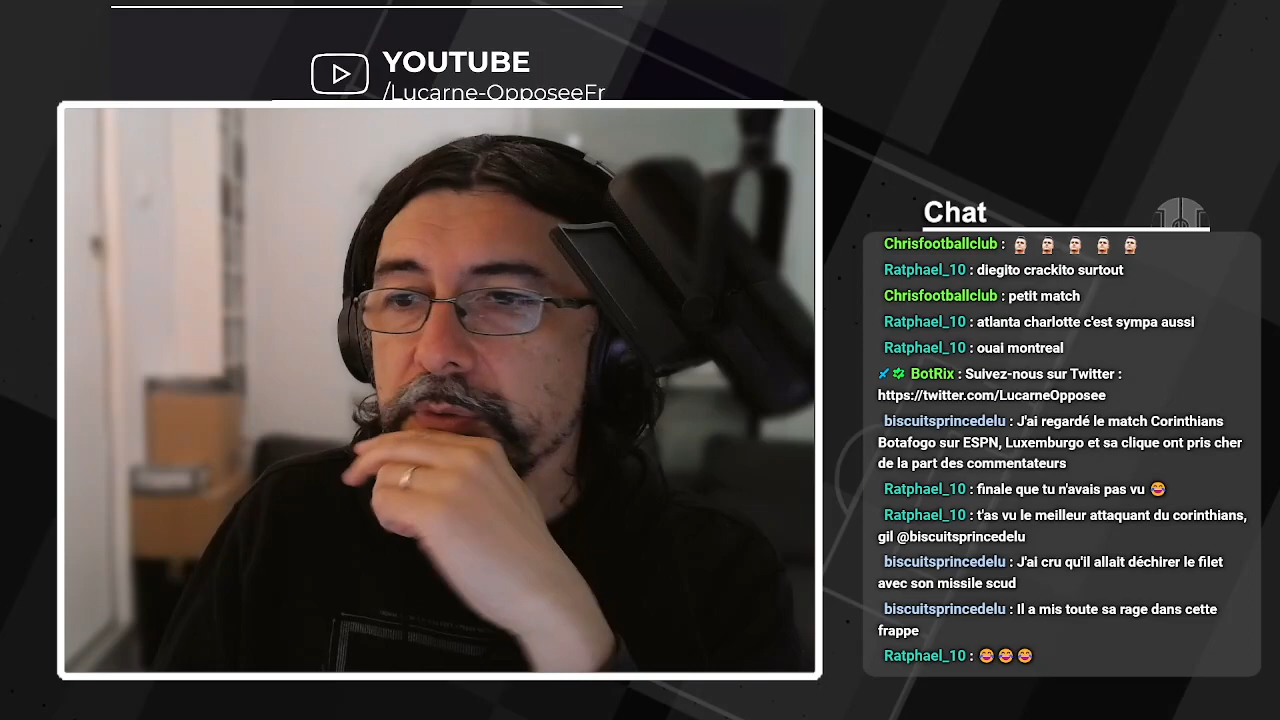 YOUTUBE
/Lucarne-OpposeeFr
Chat
Chrisfootballclub :
Ratphael_10 : diegito crackito surtout
Chrisfootballclub : petit match
Ratphael_10 : atlanta charlotte c'est sympa aussi
Ratphael_10 : ouai montreal
BotRix : Suivez-nous sur Twitter :
https://twitter.com/LucarneOpposee
biscuitsprincedelu : J'ai regardé le match Corinthians
Botafogo sur ESPN, Luxemburgo et sa clique ont pris cher
de la part des commentateurs
Ratphael_10 : finale que tu n'avais pas vu 😂
Ratphael_10 : t'as vu le meilleur attaquant du corinthians,
gil @biscuitsprincedelu
biscuitsprincedelu : J'ai cru qu'il allait déchirer le filet
avec son missile scud
biscuitsprincedelu : Il a mis toute sa rage dans cette
frappe
Ratphael_10 : 😂 😂 😂